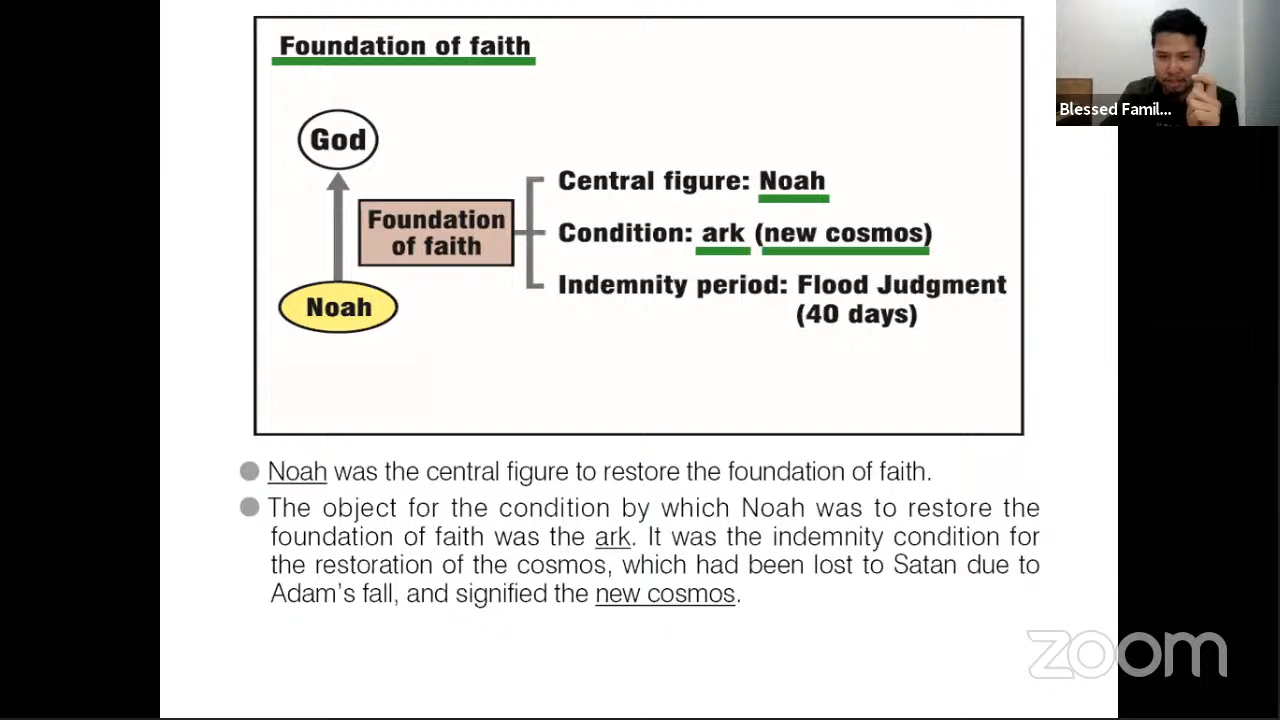 Foundation of faith
God
Foundation
of faith
Noah
Central figure: Noah
Condition: ark (new cosmos)
Indemnity period: Flood Judgment
(40 days)
Noah was the central figure to restore the foundation of faith.
The object for the condition by which Noah was to restore the
foundation of faith was the ark. It was the indemnity condition for
the restoration of the cosmos, which had been lost to Satan due to
Adam's fall, and signified the new cosmos.
Blessed Famil...
zoom